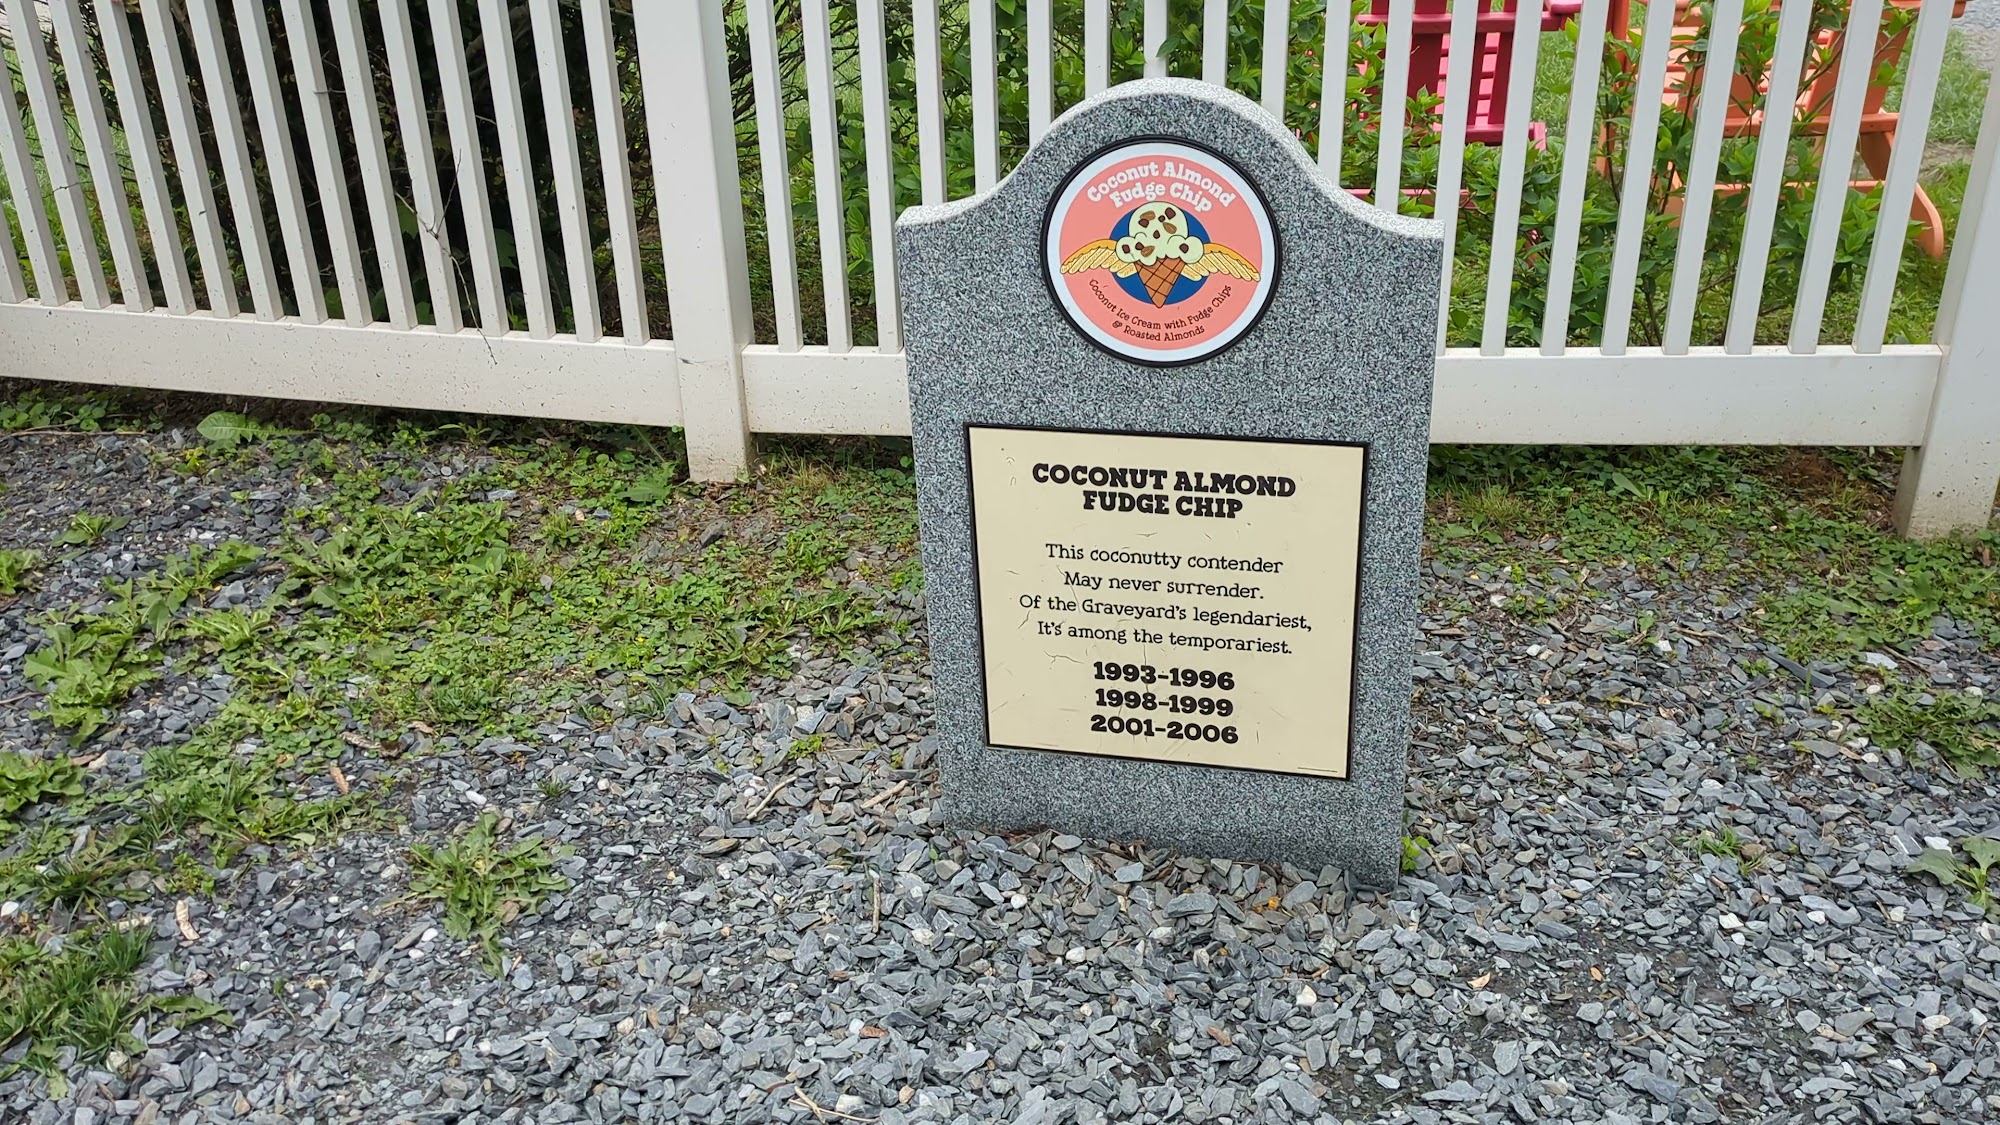 Coconut Almond
Fudge Chip
Coconut Ice Cream with Fudge Chips
& Roasted Almonds
COCONUT ALMOND
FUDGE CHIP
This coconutty contender
May never surrender.
Of the Graveyard's legendariest,
It's among the temporariest.
1993-1996
1998-1999
2001-2006